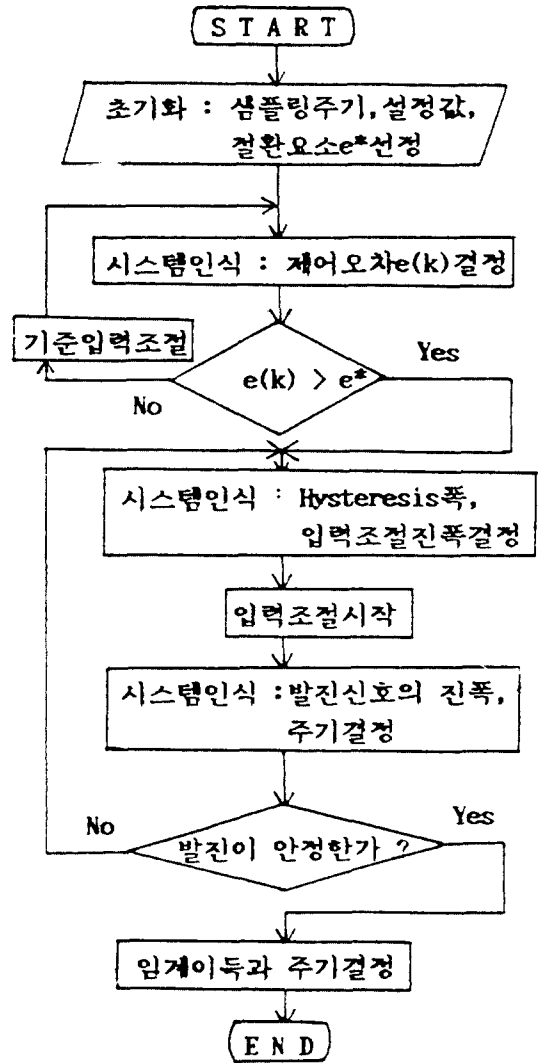 START
초기화 : 샘플링주기,설정값,
절환요소e*선정
시스템인식 : 제어오차e(k)결정
기준입력조절
e(k) > e*
Yes
No
시스템인식 : Hysteresis폭,
입력조절진폭결정
입력조절시작
시스템인식 :발진신호의 진폭,
주기결정
No
발진이 안정한가 ?
Yes
임계이득과 주기결정
END